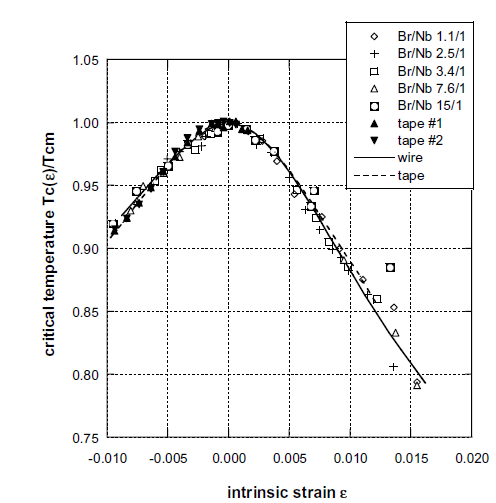 Br/Nb 1.1/1
Br/Nb 2.5/1
Br/Nb 3.4/1
Br/Nb 7.6/1
Br/Nb 15/1
tape #1
tape #2
wire
tape
critical temperature Tc(ε)/Tcm
1.05
1.00
0.95
0.90
0.85
0.80
0.75
-0.010 -0.005 0.000 0.005 0.010 0.015 0.020
intrinsic strain ε